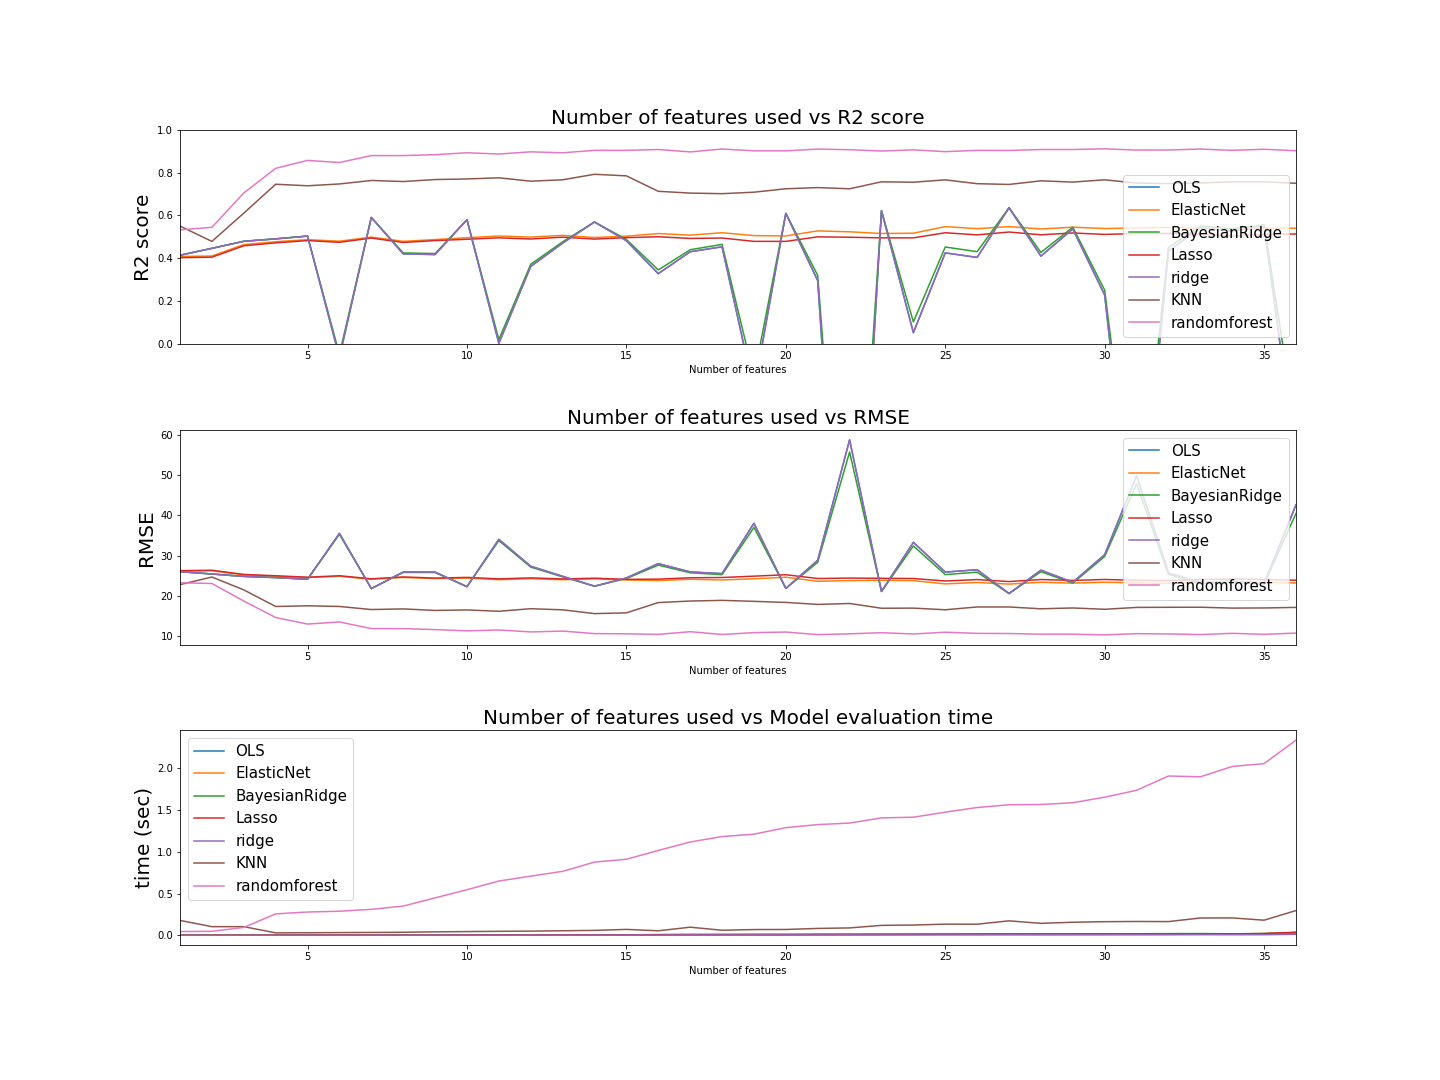 Number of features used vs R2 score
R2 score
1.0
0.8
0.6
0.4
0.2
0.0
OLS
ElasticNet
BayesianRidge
Lasso
ridge
KNN
randomforest
5 10 15 20 25 30 35
Number of features
Number of features used vs RMSE
RMSE
60
50
40
30
20
10
OLS
ElasticNet
BayesianRidge
Lasso
ridge
KNN
randomforest
5 10 15 20 25 30 35
Number of features
Number of features used vs Model evaluation time
time (sec)
2.0
1.5
1.0
0.5
0.0
OLS
ElasticNet
BayesianRidge
Lasso
ridge
KNN
randomforest
5 10 15 20 25 30 35
Number of features